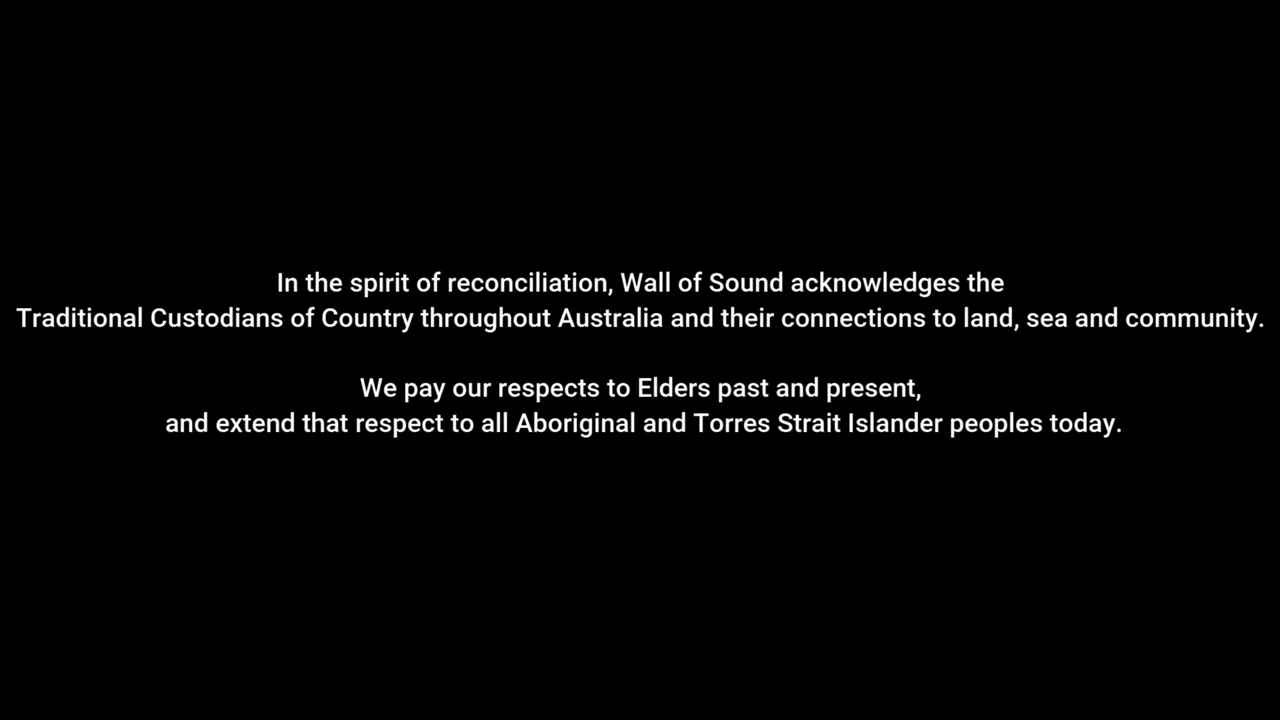 In the spirit of reconciliation, Wall of Sound acknowledges the
Traditional Custodians of Country throughout Australia and their connections to land, sea and community.
We pay our respects to Elders past and present,
and extend that respect to all Aboriginal and Torres Strait Islander peoples today.